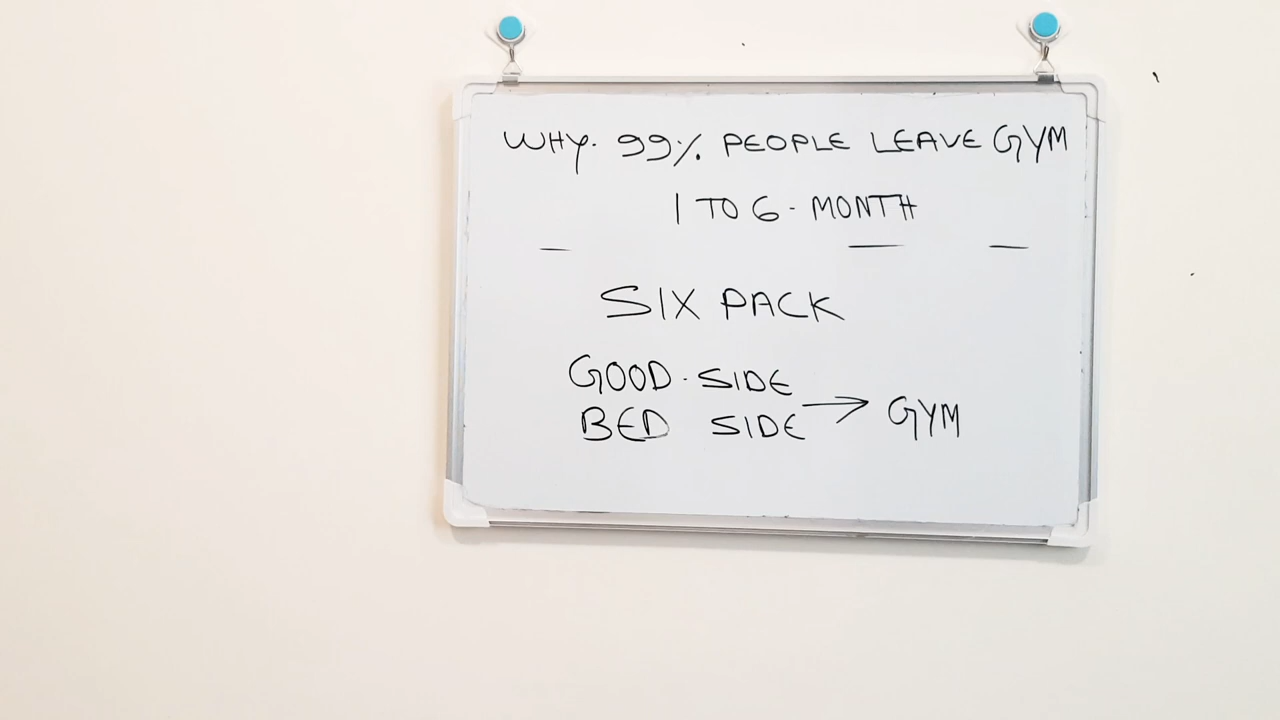 WHY. 99% PEOPLE LEAVE GYM
1 TO 6 - MONTH
SIX PACK
GOOD. SIDE
BED SIDE → GYM